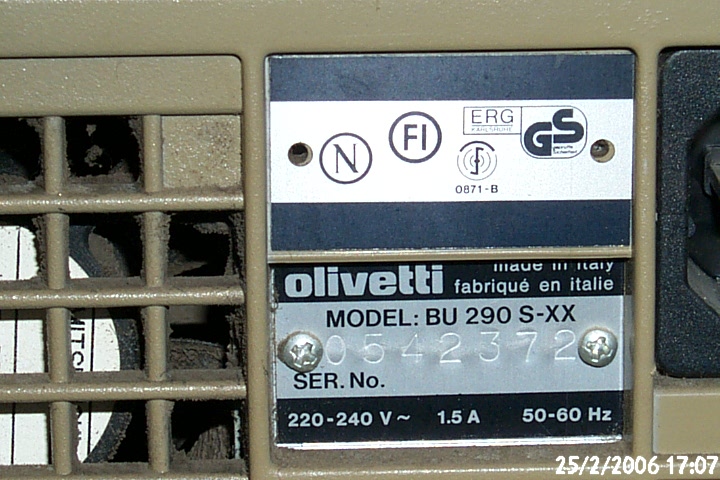 N
FI
ERG
KARLSRUHE
GS
0871-B
olivetti
made in italy
fabriqué en italie
MODEL: BU 290 S-XX
0542372
SER. No.
220-240 V~ 1.5 A 50-60 Hz
25/2/2006 17:07